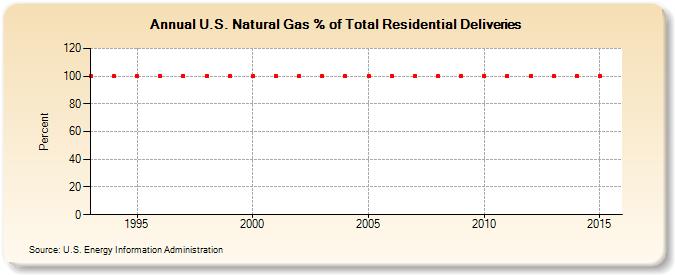 Annual U.S. Natural Gas % of Total Residential Deliveries
Percent
120
100
80
60
40
20
0
1995 2000 2005 2010 2015
Source: U.S. Energy Information Administration